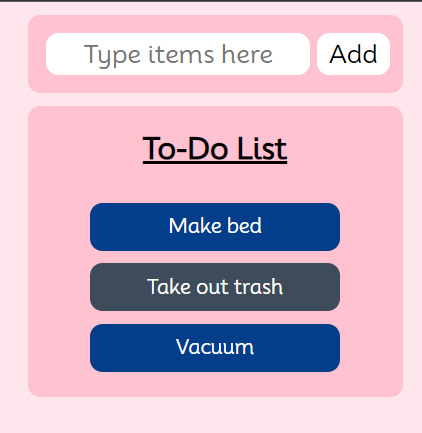 Type items here Add
To-Do List
Make bed
Take out trash
Vacuum